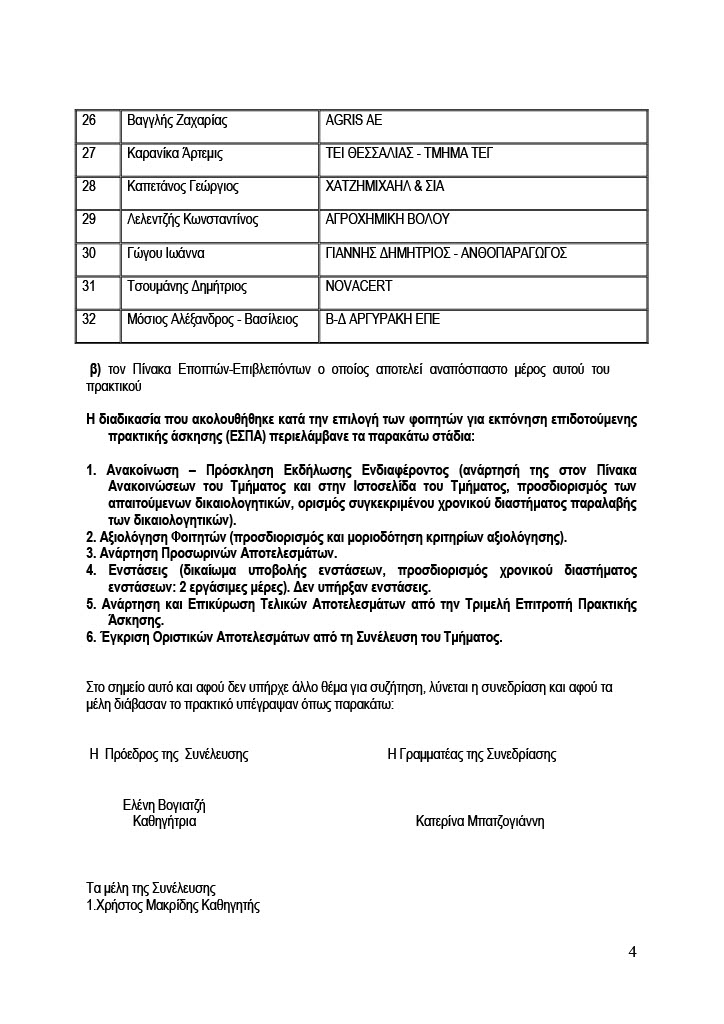 26 Βαγγλής Ζαχαρίας AGRIS AE
27 Καρανίκα Άρτεμις ΤΕΙ ΘΕΣΣΑΛΙΑΣ - ΤΜΗΜΑ ΤΕΓ
28 Καπετάνος Γεώργιος ΧΑΤΖΗΜΙΧΑΗΛ & ΣΙΑ
29 Λελεντζής Κωνσταντίνος ΑΓΡΟΧΗΜΙΚΗ ΒΟΛΟΥ
30 Γώγου Ιωάννα ΓΙΑΝΝΗΣ ΔΗΜΗΤΡΙΟΣ - ΑΝΘΟΠΑΡΑΓΩΓΟΣ
31 Τσουμάνης Δημήτριος NOVACERT
32 Μόσιος Αλέξανδρος - Βασίλειος Β-Δ ΑΡΓΥΡΑΚΗ ΕΠΕ
β) τον Πίνακα Εποπτών-Επιβλεπόντων ο οποίος αποτελεί αναπόσπαστο μέρος αυτού του
πρακτικού
Η διαδικασία που ακολουθήθηκε κατά την επιλογή των φοιτητών για εκπόνηση επιδοτούμενης
πρακτικής άσκησης (ΕΣΠΑ) περιελάμβανε τα παρακάτω στάδια:
1. Ανακοίνωση – Πρόσκληση Εκδήλωσης Ενδιαφέροντος (ανάρτησή της στον Πίνακα
Ανακοινώσεων του Τμήματος και στην Ιστοσελίδα του Τμήματος, προσδιορισμός των
απαιτούμενων δικαιολογητικών, ορισμός συγκεκριμένου χρονικού διαστήματος παραλαβής
των δικαιολογητικών).
2. Αξιολόγηση Φοιτητών (προσδιορισμός και μοριοδότηση κριτηρίων αξιολόγησης).
3. Ανάρτηση Προσωρινών Αποτελεσμάτων.
4. Ενστάσεις (δικαίωμα υποβολής ενστάσεων, προσδιορισμός χρονικού διαστήματος
ενστάσεων: 2 εργάσιμες μέρες). Δεν υπήρξαν ενστάσεις.
5. Ανάρτηση και Επικύρωση Τελικών Αποτελεσμάτων από την Τριμελή Επιτροπή Πρακτικής
Άσκησης.
6. Έγκριση Οριστικών Αποτελεσμάτων από τη Συνέλευση του Τμήματος.
Στο σημείο αυτό και αφού δεν υπήρχε άλλο θέμα για συζήτηση, λύνεται η συνεδρίαση και αφού τα
μέλη διάβασαν το πρακτικό υπέγραψαν όπως παρακάτω:
Η Πρόεδρος της Συνέλευσης Η Γραμματέας της Συνεδρίασης
Ελένη Βογιατζή
Καθηγήτρια Κατερίνα Μπατζογιάννη
Τα μέλη της Συνέλευσης
1.Χρήστος Μακρίδης Καθηγητής
4